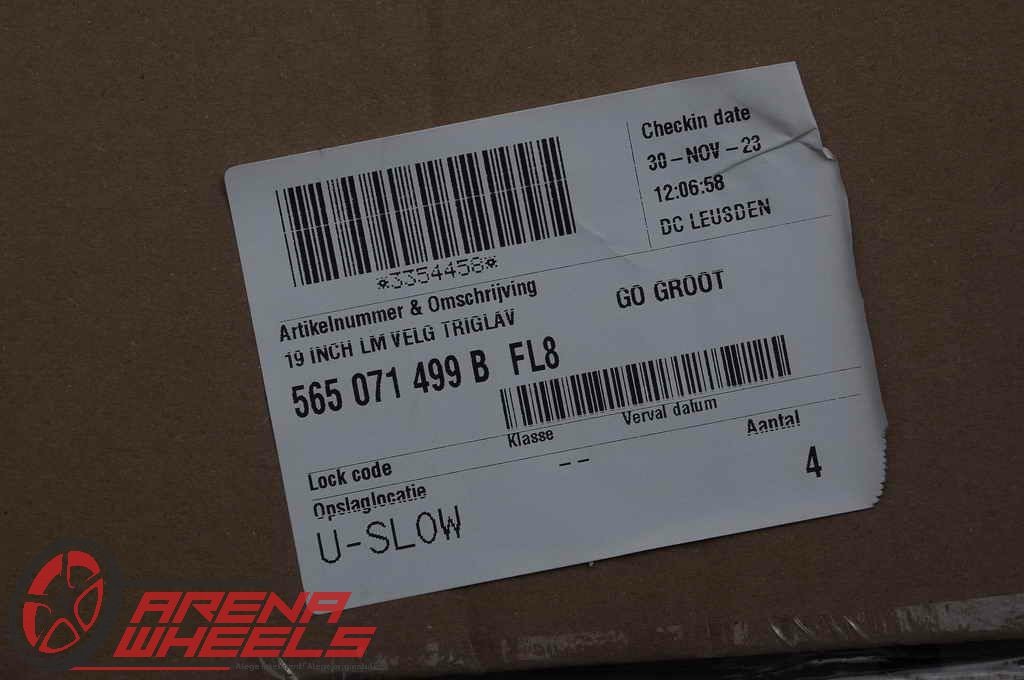 Checkin date
30-NOV-23
12:06:58
DC LEUSDEN
*3354458*
Artikelnummer & Omschrijving
19 INCH LM VELG TRIGLAV
GO GROOT
565 071 499 B FL8
Lock code
Klasse
Verval datum
Aantal
Opslaglocatie
--
4
U-SLOW
ARENA
WHEELS